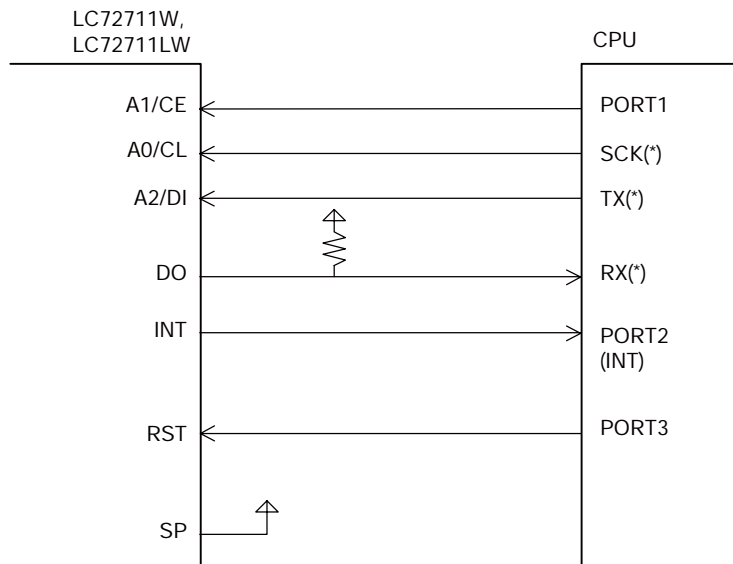 LC72711W,
LC72711LW
CPU
A1/CE
PORT1
A0/CL
SCK(*)
A2/DI
TX(*)
DO
RX(*)
INT
PORT2
(INT)
RST
PORT3
SP